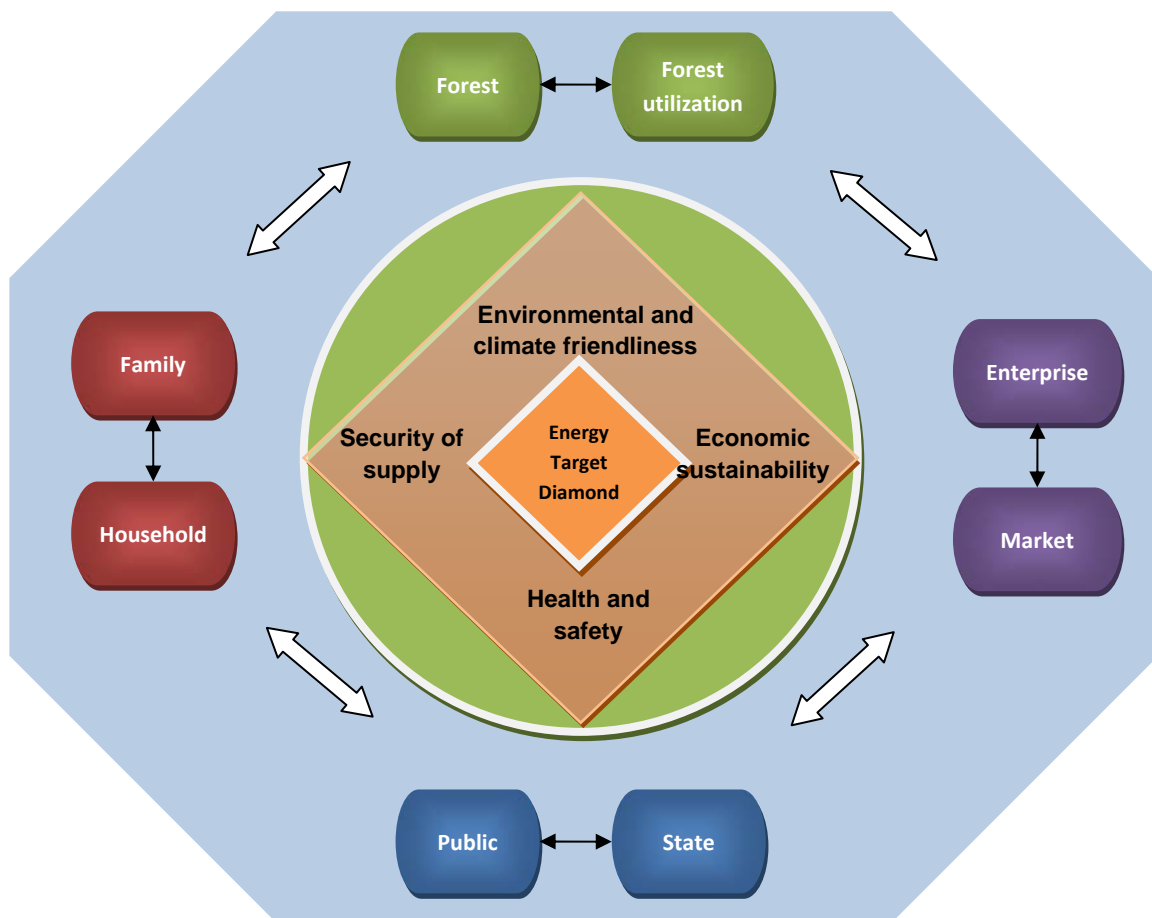 Forest
Forest
utilization
Environmental and
climate friendliness
Family
Household
Security of
supply
Energy
Target
Diamond
Economic
sustainability
Enterprise
Market
Health and
safety
Public
State